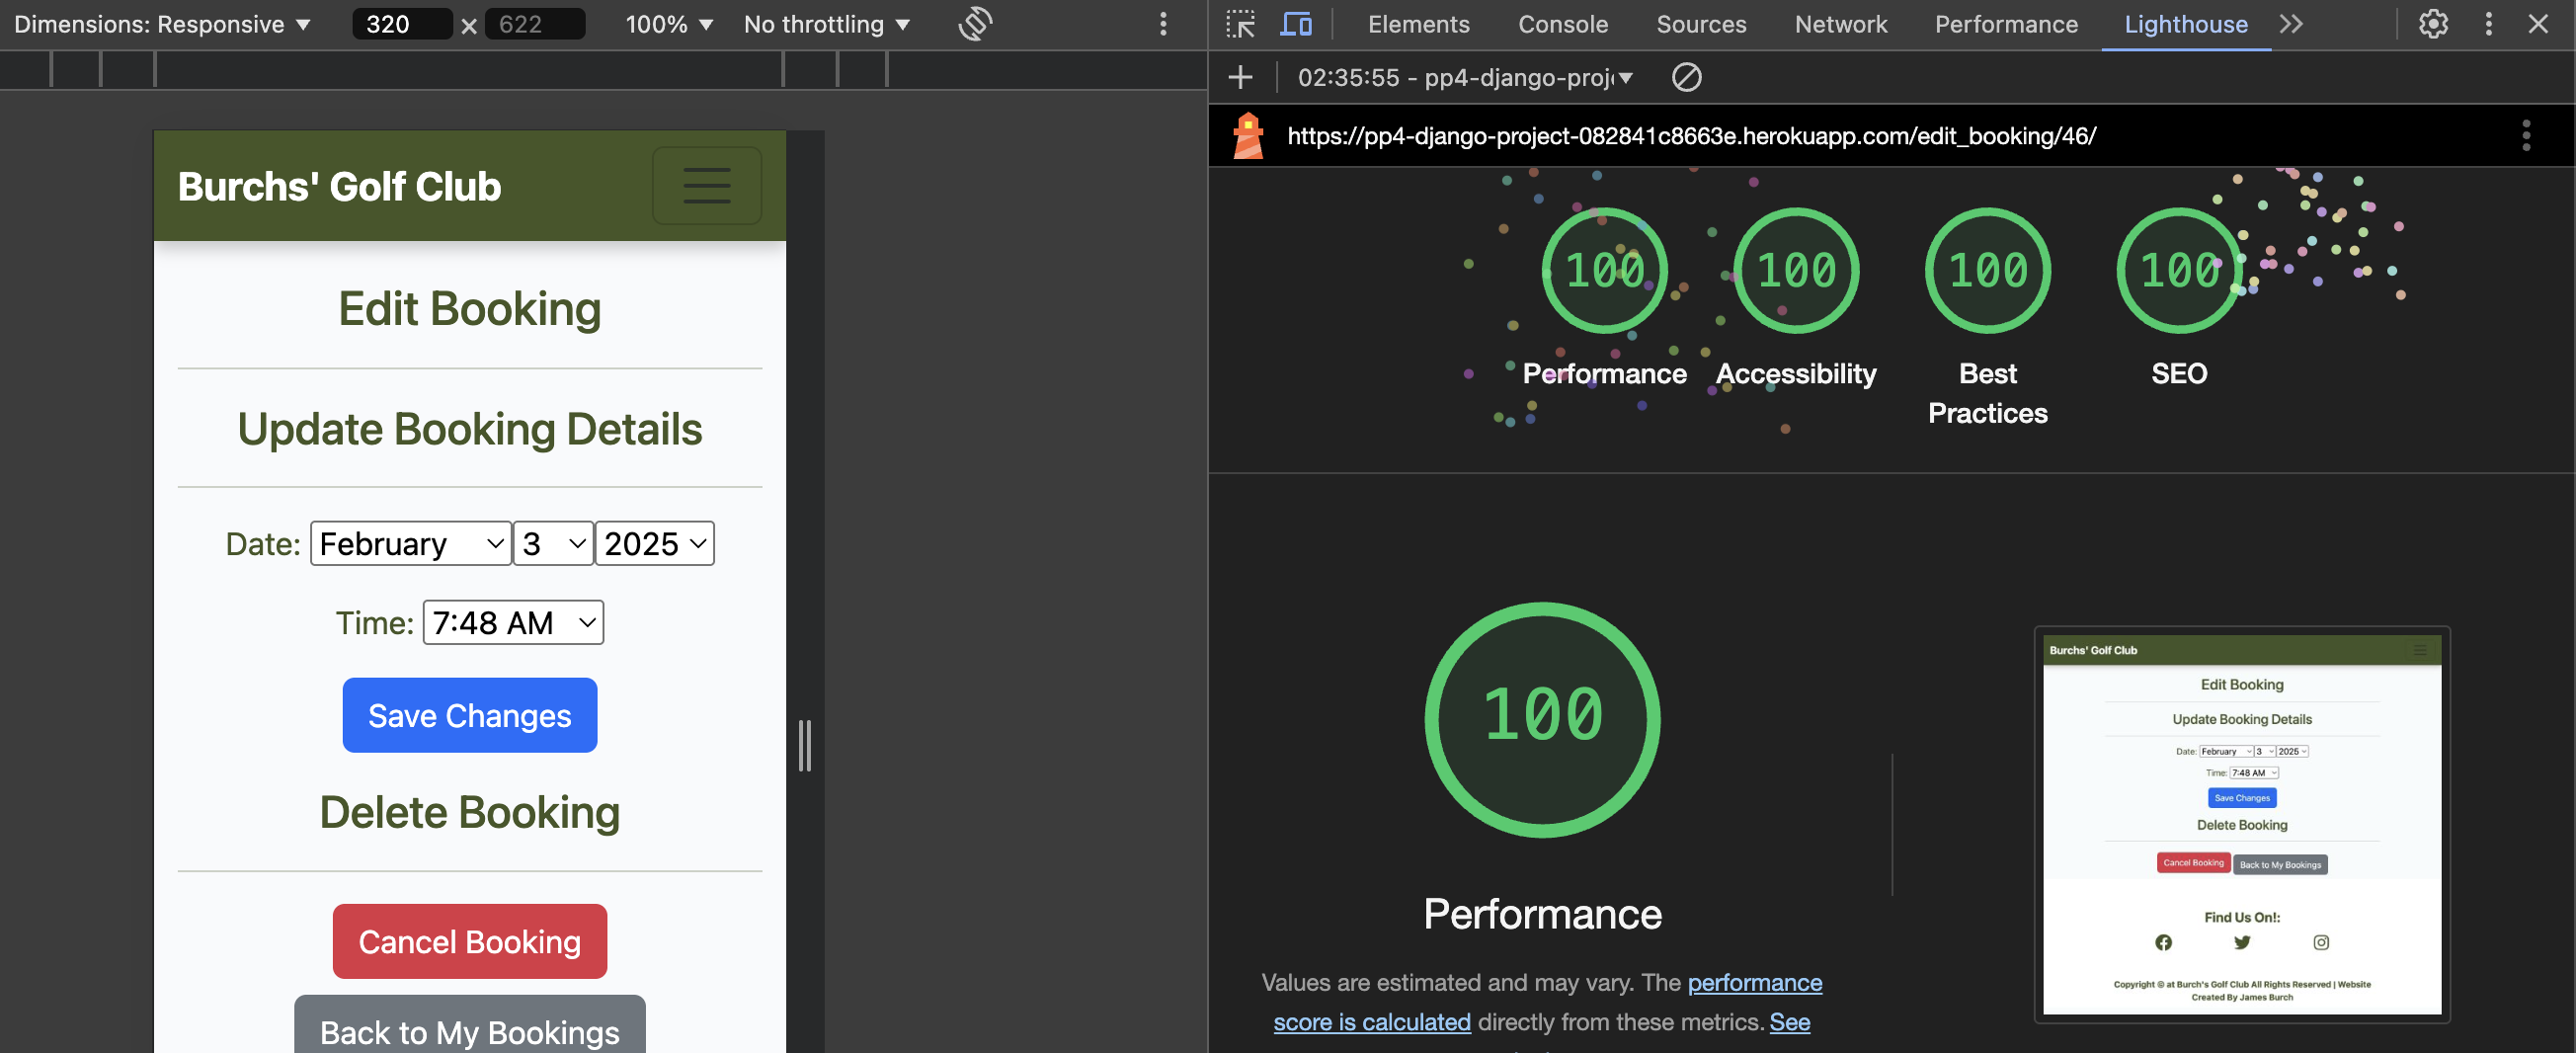 Dimensions: Responsive 320 × 622 100% No throttling
Elements Console Sources Network Performance Lighthouse
02:35:55 - pp4-django-proj
https://pp4-django-project-082841c8663e.herokuapp.com/edit_booking/46/
Burchs' Golf Club
Edit Booking
Update Booking Details
Date: February 3 2025
Time: 7:48 AM
Save Changes
Delete Booking
Cancel Booking
Back to My Bookings
100 100 100 100
Performance Accessibility Best Practices SEO
100
Performance
Values are estimated and may vary. The performance
score is calculated directly from these metrics. See
Burchs' Golf Club
Edit Booking
Update Booking Details
Date: February 3 2025
Time: 7:48 AM
Save Changes
Delete Booking
Cancel Booking Back to My Bookings
Find Us On!:
Copyright © at Burch's Golf Club All Rights Reserved | Website
Created By James Burch